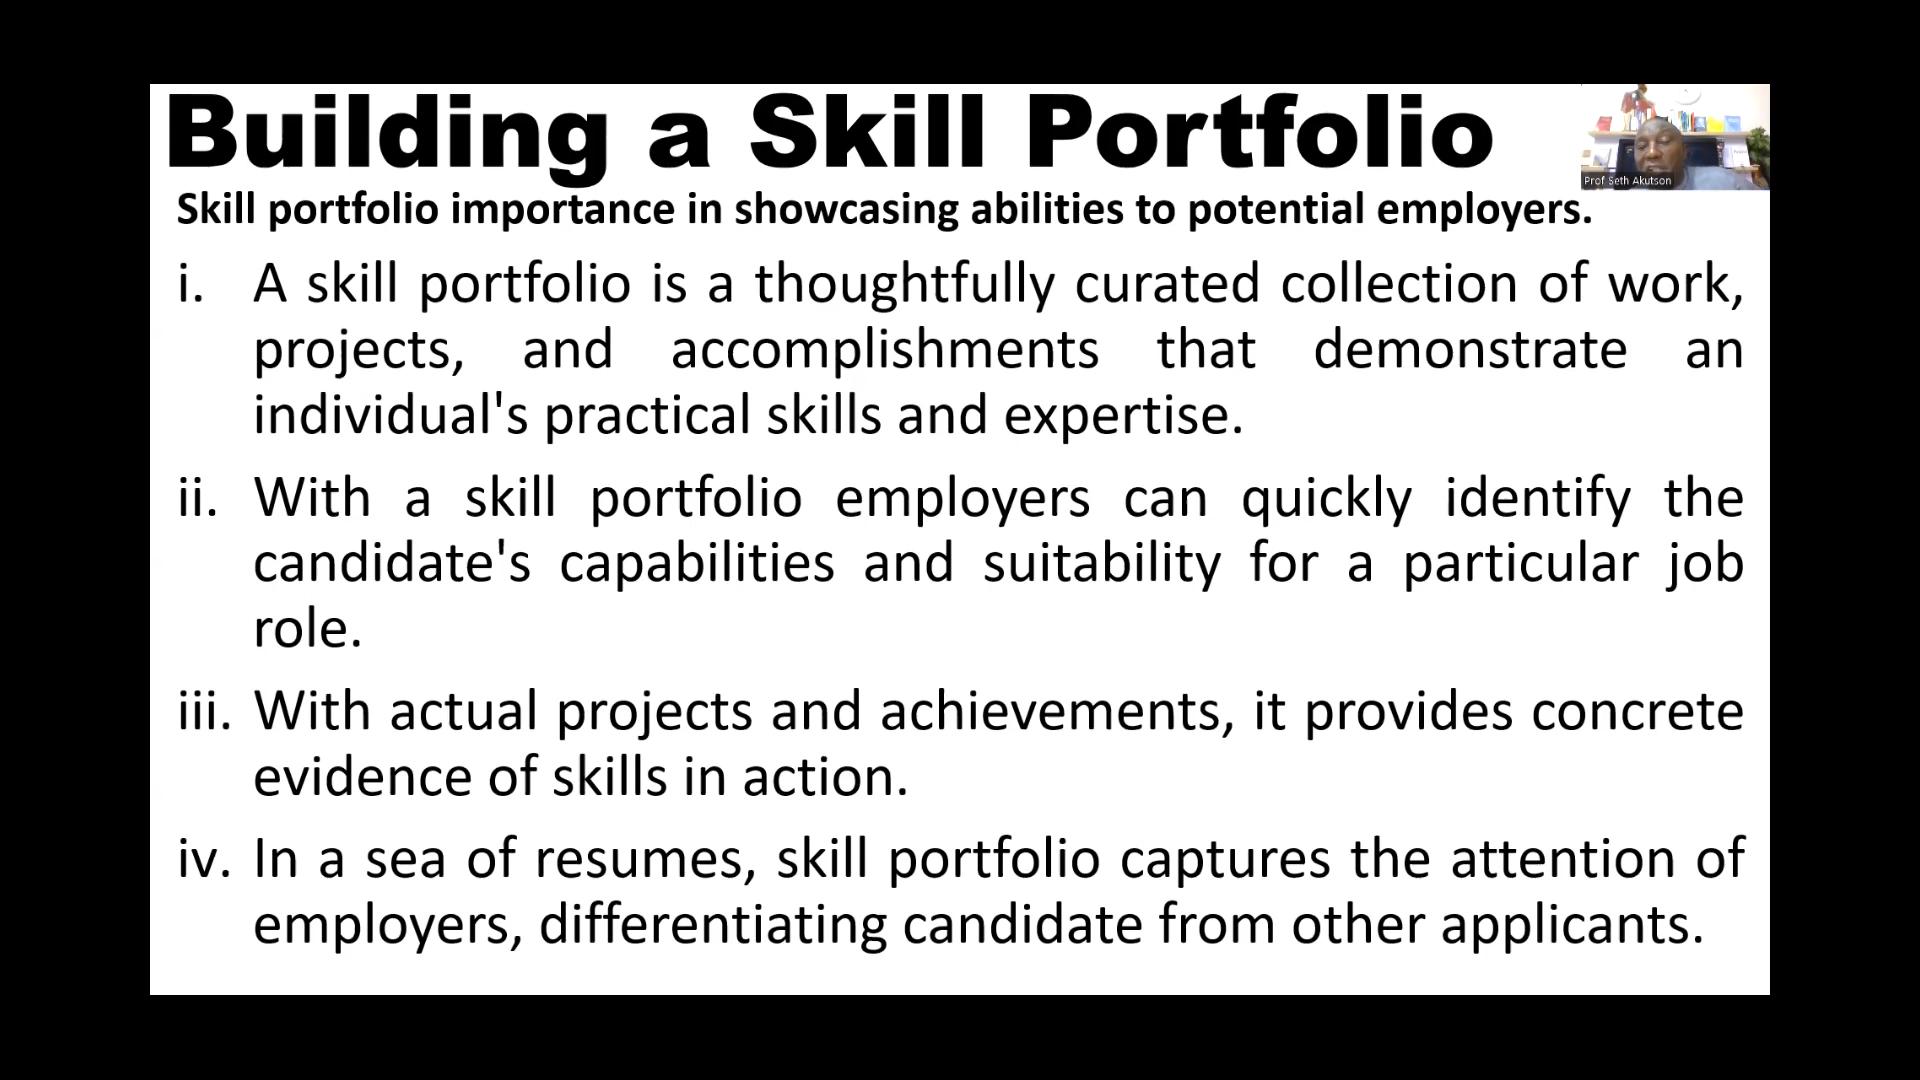 Building a Skill Portfolio
Prof Seth Akutson
Skill portfolio importance in showcasing abilities to potential employers.
i. A skill portfolio is a thoughtfully curated collection of work,
projects, and accomplishments that demonstrate an
individual's practical skills and expertise.
ii. With a skill portfolio employers can quickly identify the
candidate's capabilities and suitability for a particular job
role.
iii. With actual projects and achievements, it provides concrete
evidence of skills in action.
iv. In a sea of resumes, skill portfolio captures the attention of
employers, differentiating candidate from other applicants.